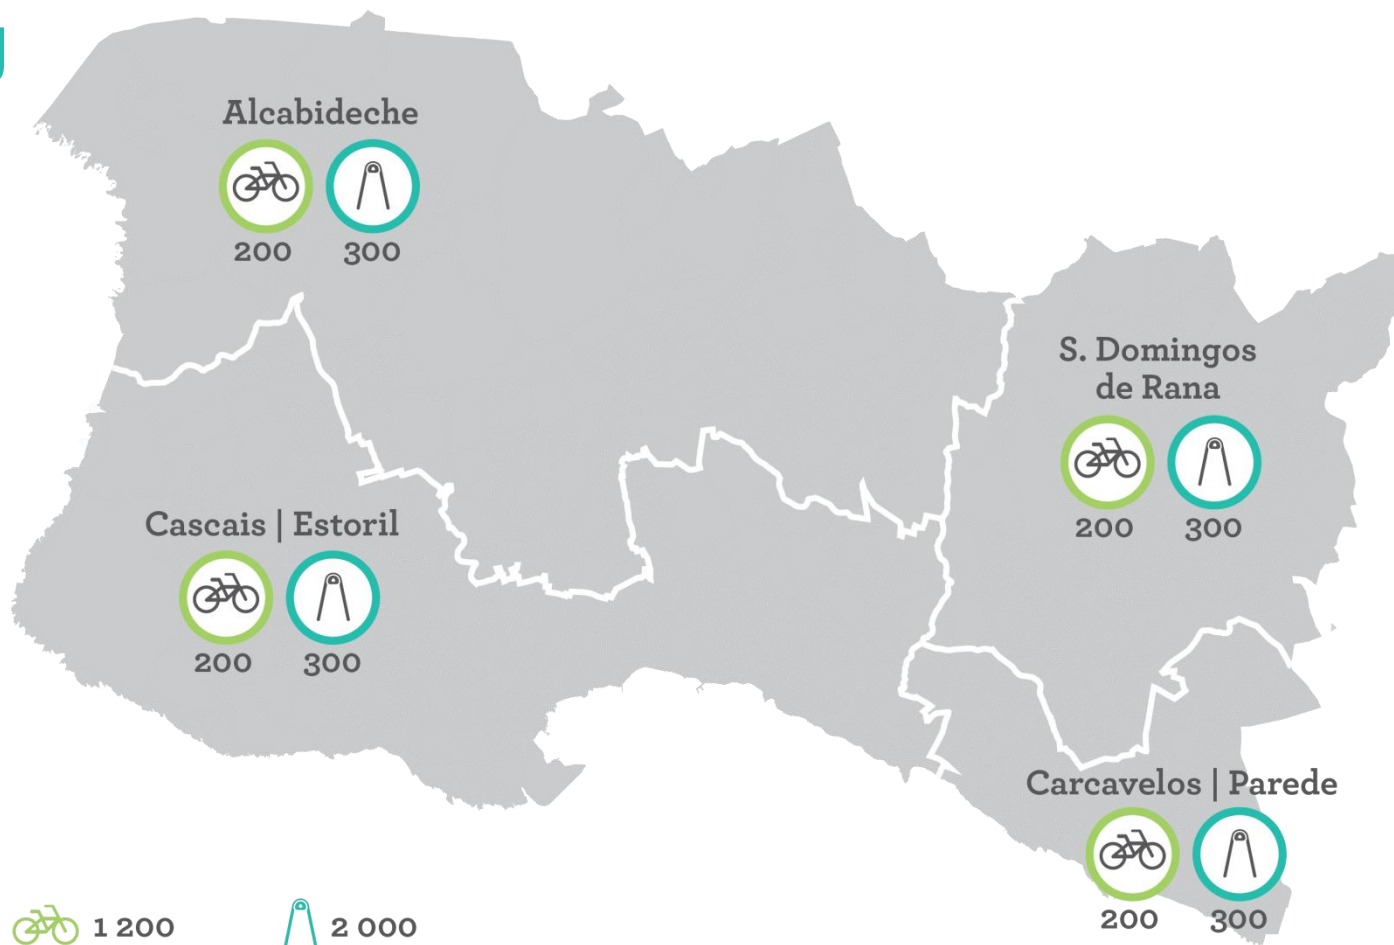 Alcabideche
200 300
S. Domingos
de Rana
200 300
Cascais | Estoril
200 300
Carcavelos | Parede
200 300
1 200 2 000